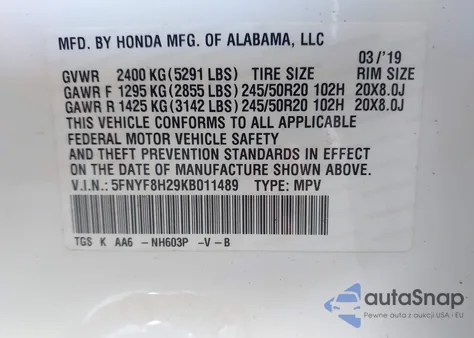 MFD. BY HONDA MFG. OF ALABAMA, LLC
03/'19
GVWR 2400 KG(5291 LBS) TIRE SIZE RIM SIZE
GAWR F 1295 KG(2855 LBS)245/50R20 102H 20X8.0J
GAWR R 1425 KG(3142 LBS)245/50R20 102H 20X8.0J
THIS VEHICLE CONFORMS TO ALL APPLICABLE
FEDERAL MOTOR VEHICLE SAFETY
AND THEFT PREVENTION STANDARDS IN EFFECT
ON THE DATE OF MANUFACTURE SHOWN ABOVE.
V.I.N.: 5FNYF8H29KB011489 TYPE: MPV
TGS K AA6 -NH603P -V-B
autoSnap
Pewne auta z aukcji USA i EU